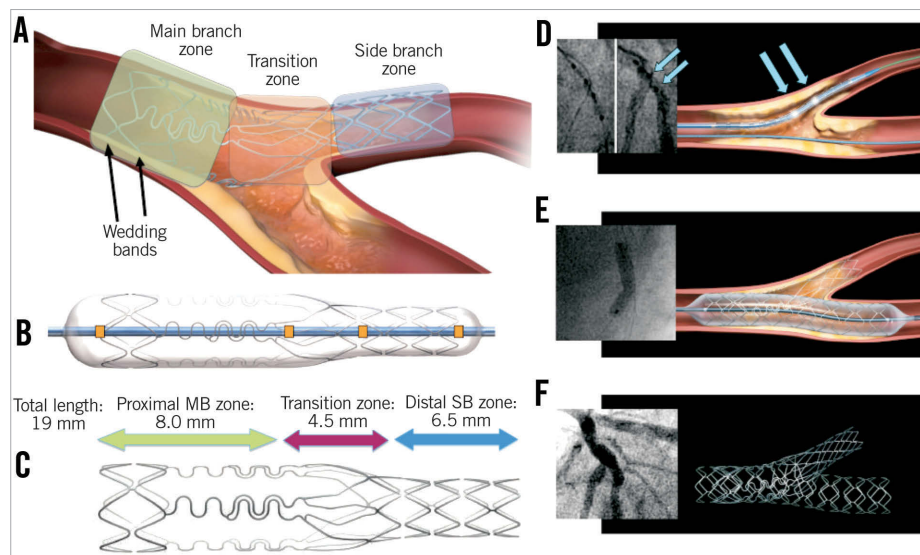 A
Main branch
zone
Transition
zone
Side branch
zone
Wedding
bands
B
Total length:
19 mm
Proximal MB zone:
8.0 mm
Transition zone:
4.5 mm
Distal SB zone:
6.5 mm
C
D
E
F